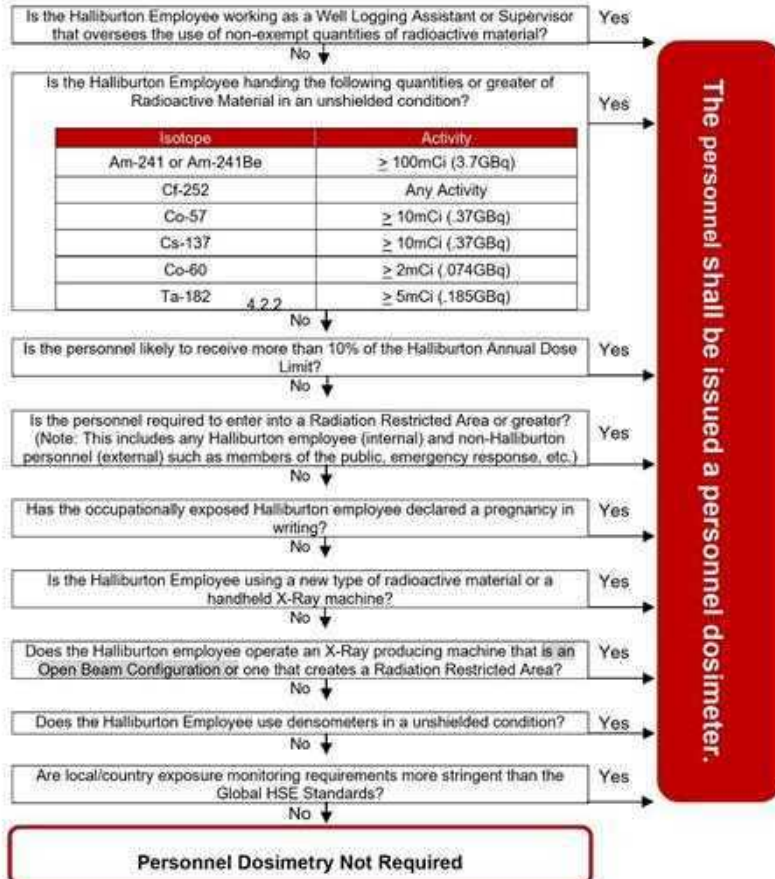 Is the Halliburton Employee working as a Well Logging Assistant or Supervisor
that oversees the use of non-exempt quantities of radioactive material?
Yes
No
Is the Halliburton Employee handing the following quantities or greater of
Radioactive Material in an unshielded condition?
Yes
Isotope Activity
Am-241 or Am-241Be ≥ 100mCi (3.7GBq)
Cf-252 Any Activity
Co-57 ≥ 10mCi (.37GBq)
Cs-137 ≥ 10mCi (.37GBq)
Co-60 ≥ 2mCi (.074GBq)
Ta-182 ≥ 5mCi (.185GBq)
4.2.2
No
Is the personnel likely to receive more than 10% of the Halliburton Annual Dose
Limit?
Yes
No
Is the personnel required to enter into a Radiation Restricted Area or greater?
(Note: This includes any Halliburton employee (internal) and non-Halliburton
personnel (external) such as members of the public, emergency response, etc.)
Yes
No
Has the occupationally exposed Halliburton employee declared a pregnancy in
writing?
Yes
No
Is the Halliburton Employee using a new type of radioactive material or a
handheld X-Ray machine?
Yes
No
Does the Halliburton employee operate an X-Ray producing machine that is an
Open Beam Configuration or one that creates a Radiation Restricted Area?
Yes
No
Does the Halliburton Employee use densometers in a unshielded condition?
Yes
No
Are local/country exposure monitoring requirements more stringent than the
Global HSE Standards?
Yes
No
The personnel shall be issued a personnel dosimeter.
Personnel Dosimetry Not Required